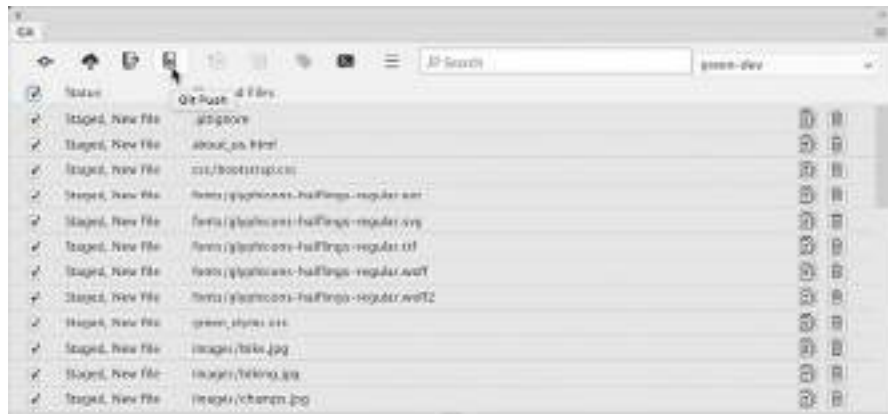 Git
Search
green-dev
Status
d Files
Git Push
Staged, New File .gitignore
Staged, New File about_us.html
Staged, New File css/bootstrap.css
Staged, New File fonts/glyphicons-halflings-regular.eot
Staged, New File fonts/glyphicons-halflings-regular.svg
Staged, New File fonts/glyphicons-halflings-regular.ttf
Staged, New File fonts/glyphicons-halflings-regular.woff
Staged, New File fonts/glyphicons-halflings-regular.woff2
Staged, New File green_styles.css
Staged, New File images/bike.jpg
Staged, New File images/biking.jpg
Staged, New File images/champs.jpg